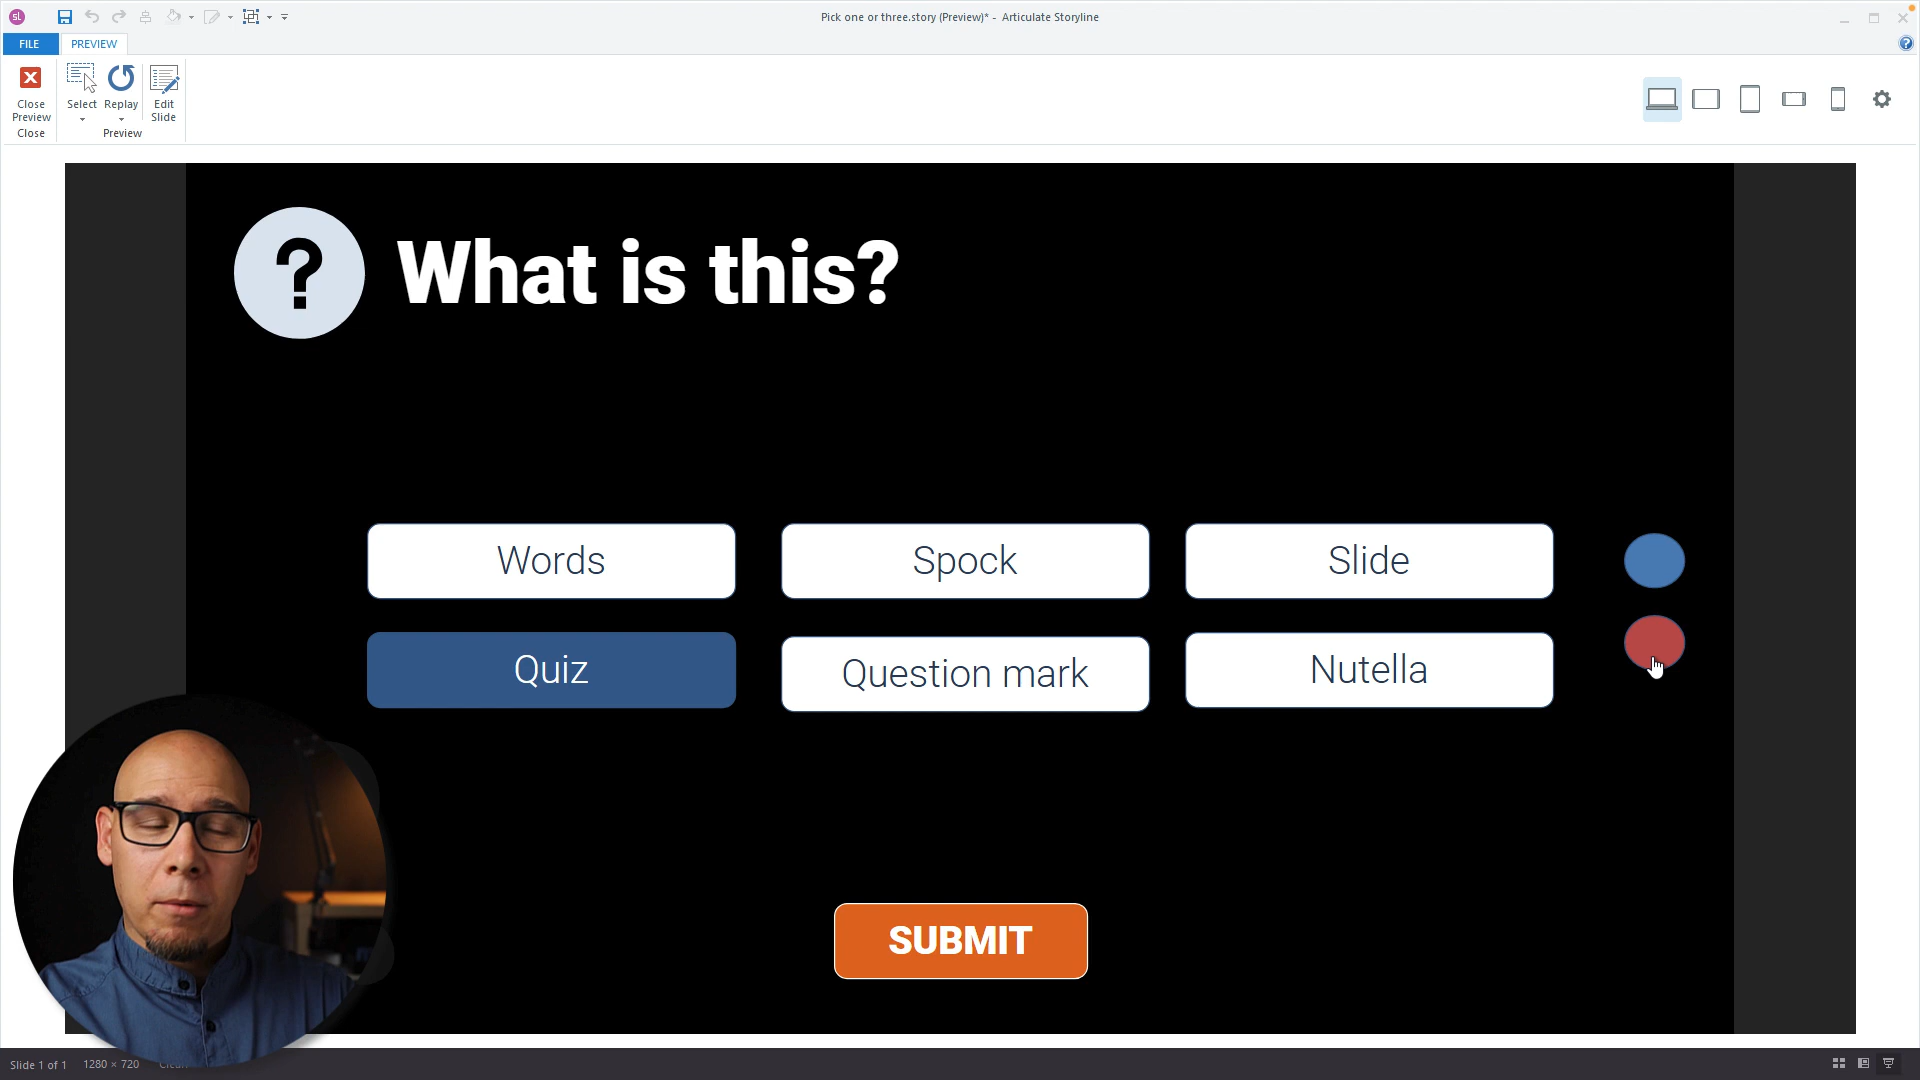 sl
Pick one or three.story (Preview)* - Articulate Storyline
FILE
PREVIEW
?
Close
Preview
Select
Replay
Edit
Slide
Close
Preview
?
What is this?
Words
Spock
Slide
Quiz
Question mark
Nutella
SUBMIT
Slide 1 of 1
1280 × 720